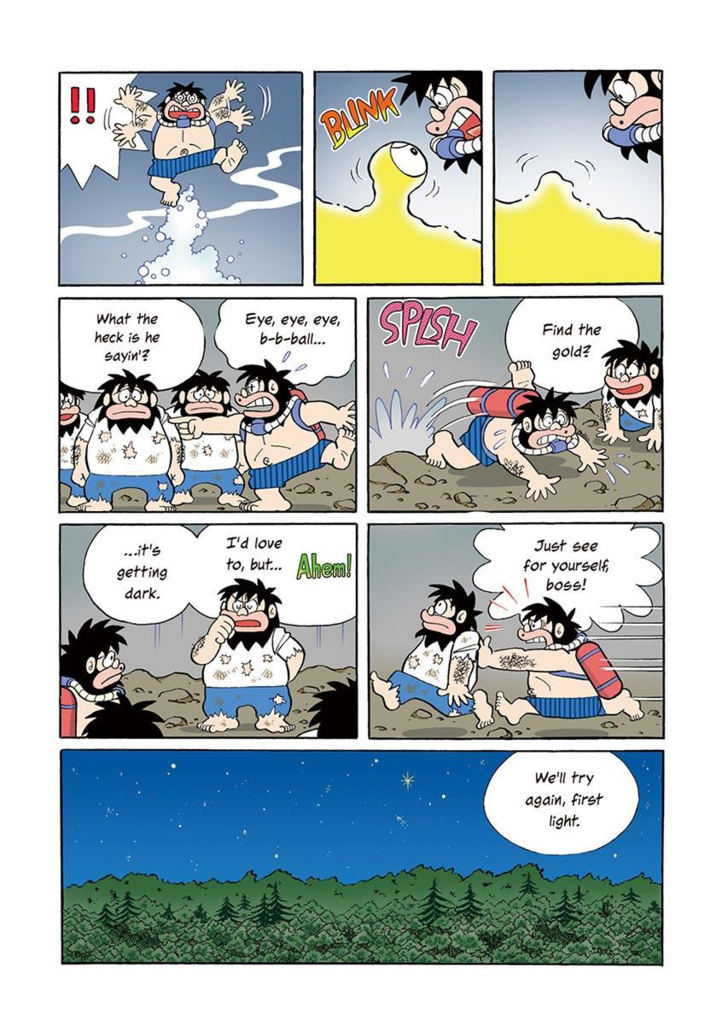 !!
BLINK
What the
heck is he
sayin'?
Eye, eye, eye,
b-b-ball...
SPLSH
Find the
gold?
...it's
getting
dark.
I'd love
to, but...
Ahem!
Just see
for yourself,
boss!
We'll try
again, first
light.